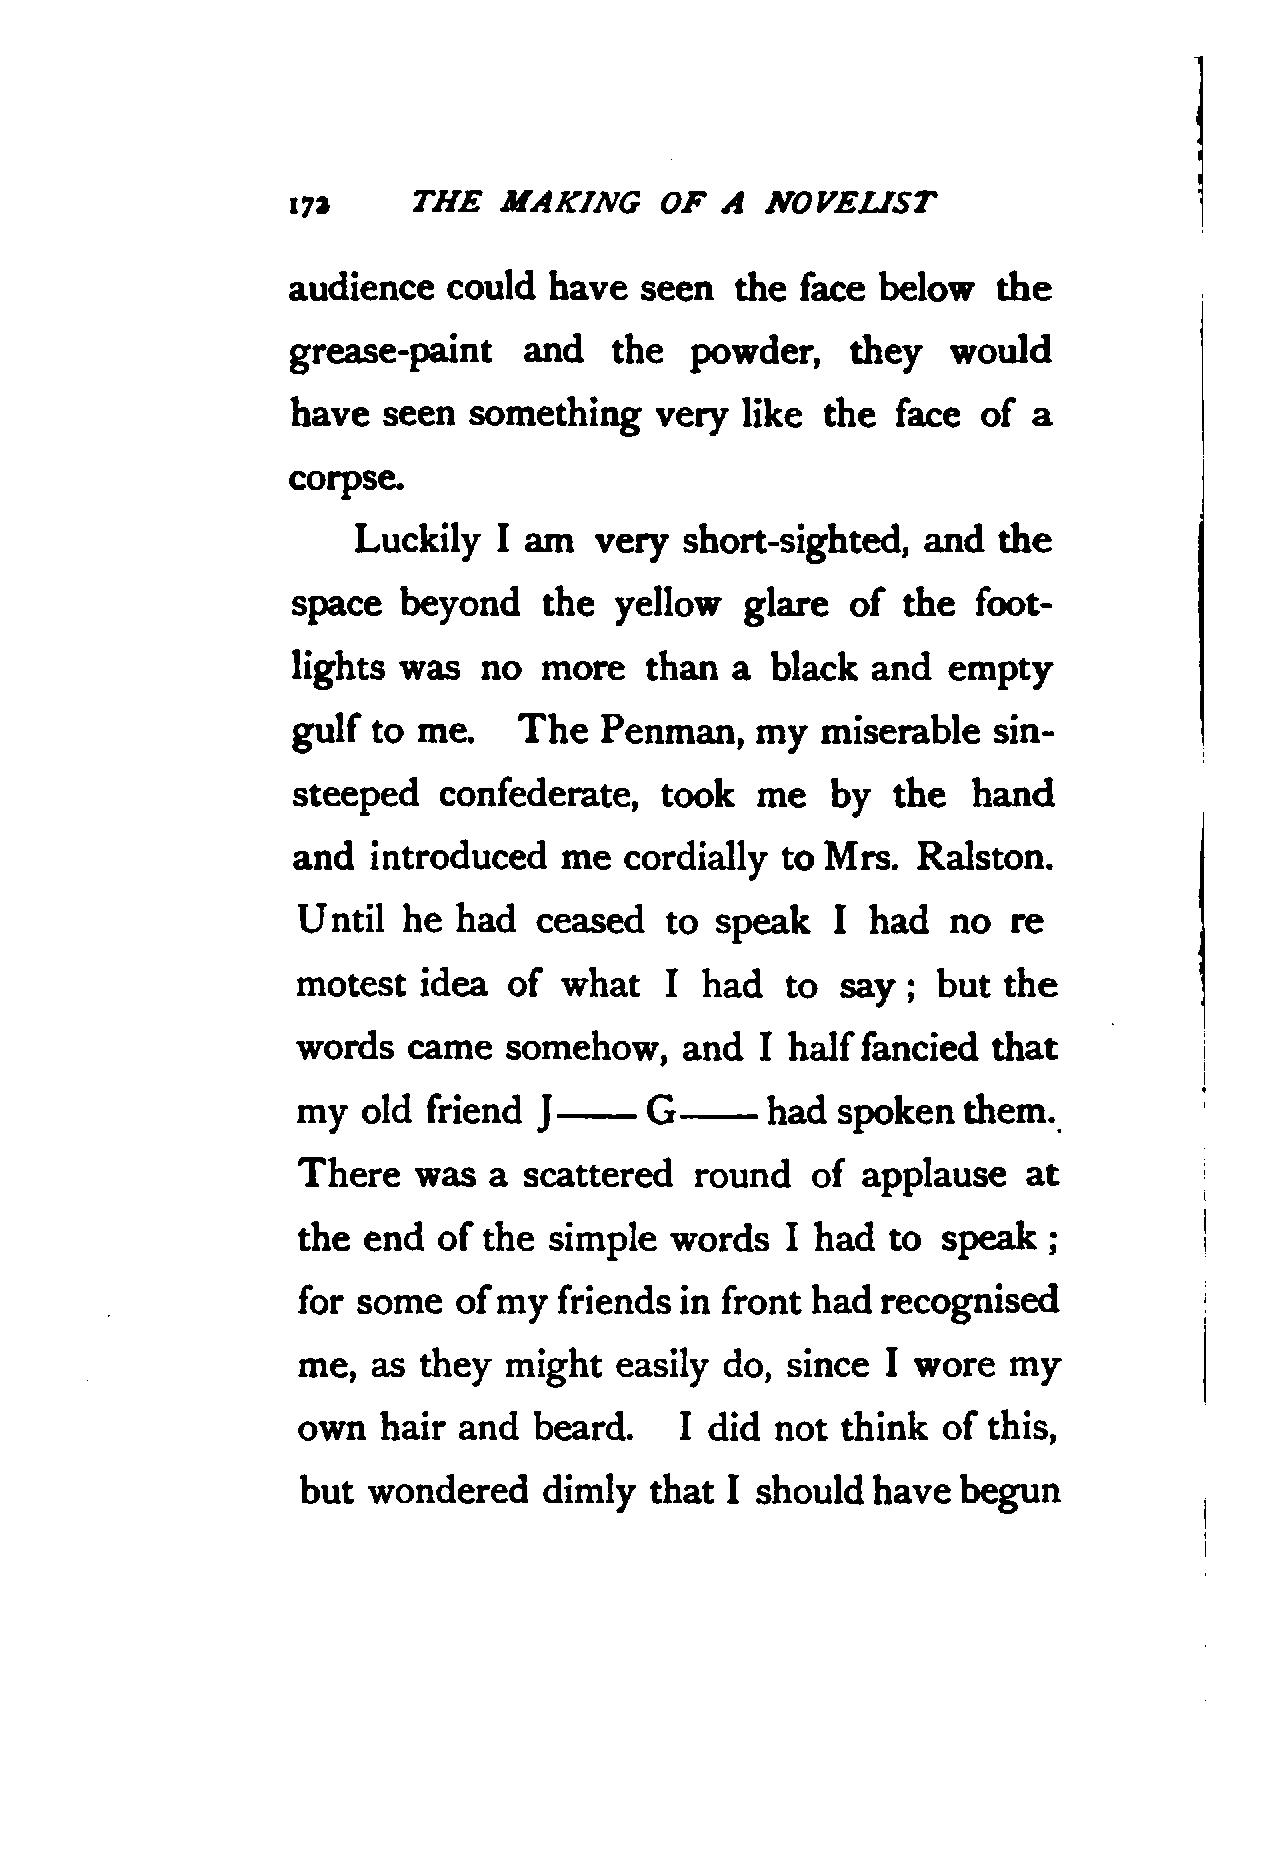 172 THE MAKING OF A NOVELIST
audience could have seen the face below the
grease-paint and the powder, they would
have seen something very like the face of a
corpse.
Luckily I am very short-sighted, and the
space beyond the yellow glare of the foot-
lights was no more than a black and empty
gulf to me. The Penman, my miserable sin-
steeped confederate, took me by the hand
and introduced me cordially to Mrs. Ralston.
Until he had ceased to speak I had no re
motest idea of what I had to say ; but the
words came somehow, and I half fancied that
my old friend J—— G—— had spoken them.
There was a scattered round of applause at
the end of the simple words I had to speak ;
for some of my friends in front had recognised
me, as they might easily do, since I wore my
own hair and beard. I did not think of this,
but wondered dimly that I should have begun